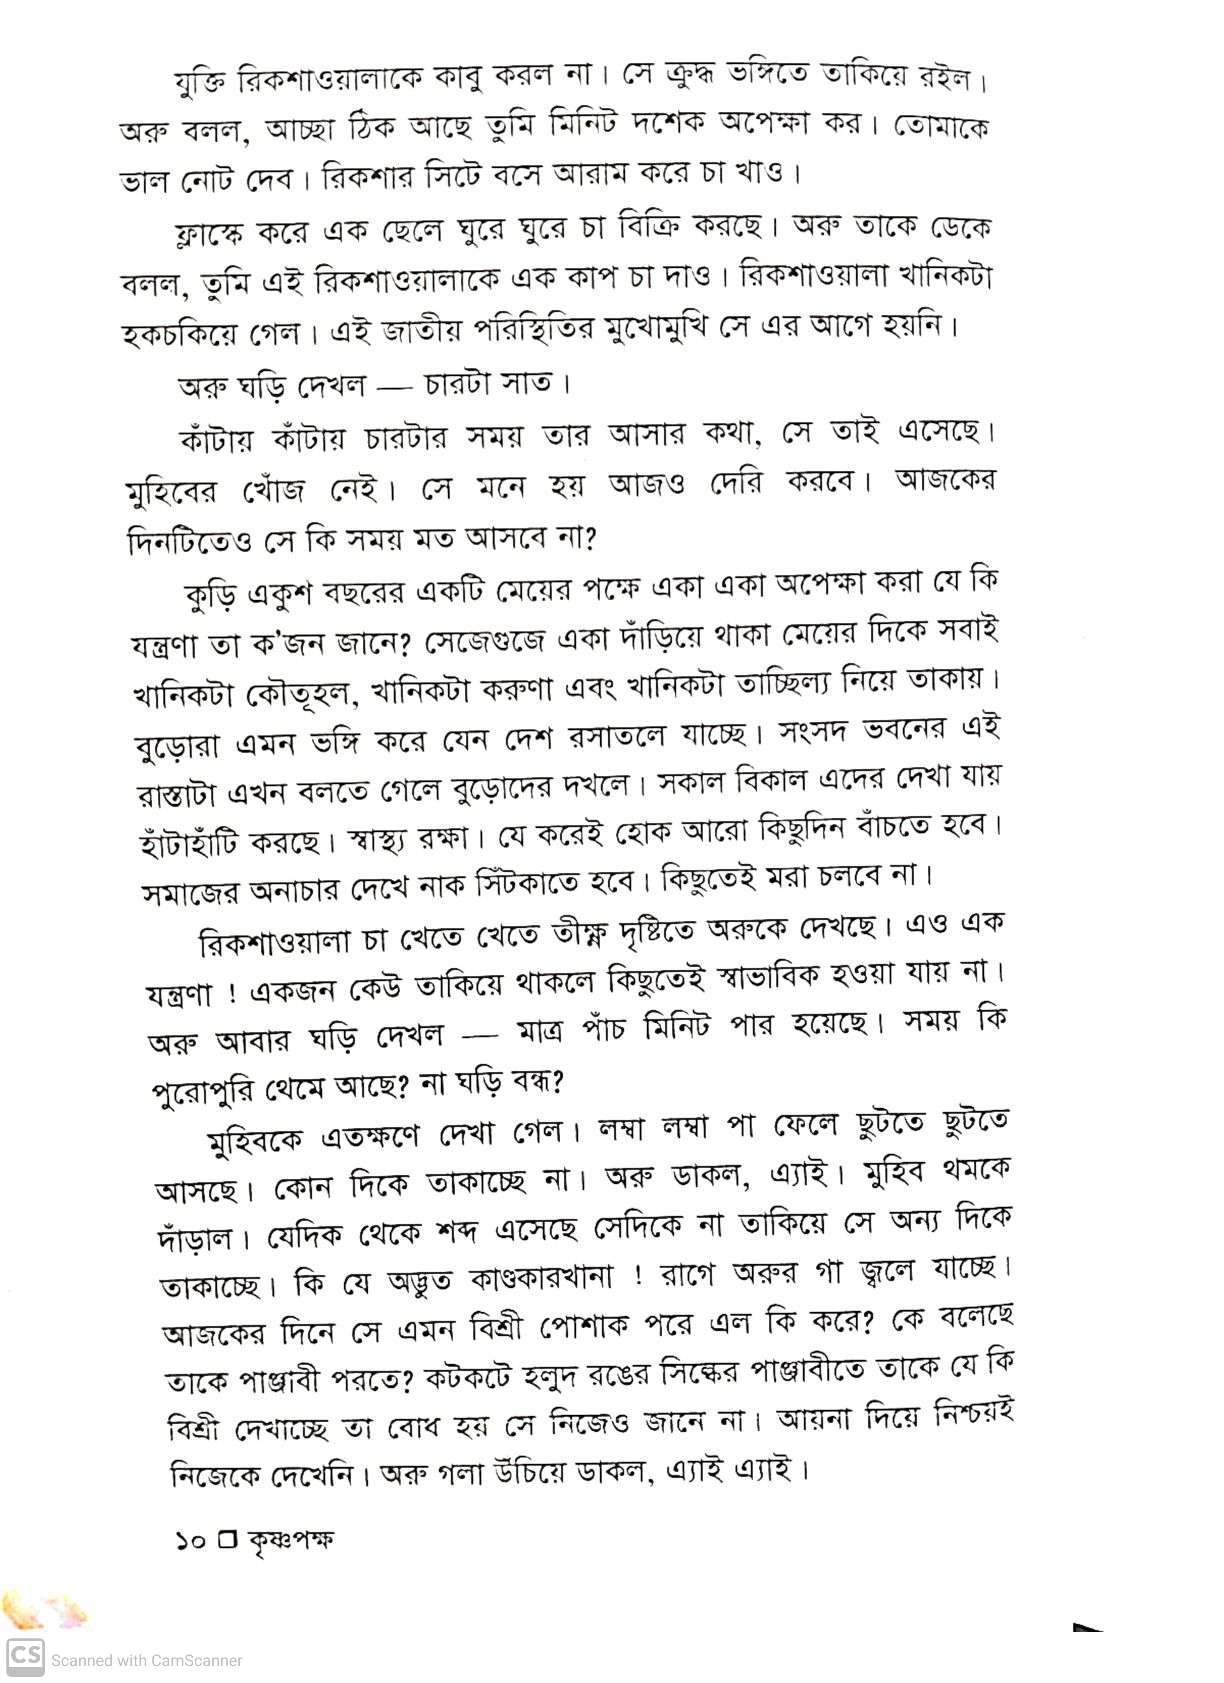 যুক্তি রিকশাওয়ালাকে কাবু করল না। সে ক্রুদ্ধ ভঙ্গিতে তাকিয়ে রইল।
অরু বলল, আচ্ছা ঠিক আছে তুমি মিনিট দশেক অপেক্ষা কর। তোমাকে
ভাল নোট দেব। রিকশার সিটে বসে আরাম করে চা খাও।
ফ্লাস্কে করে এক ছেলে ঘুরে ঘুরে চা বিক্রি করছে। অরু তাকে ডেকে
বলল, তুমি এই রিকশাওয়ালাকে এক কাপ চা দাও। রিকশাওয়ালা খানিকটা
হকচকিয়ে গেল। এই জাতীয় পরিস্থিতির মুখোমুখি সে এর আগে হয়নি।
অরু ঘড়ি দেখল — চারটা সাত।
কাঁটায় কাঁটায় চারটার সময় তার আসার কথা, সে তাই এসেছে।
মুহিবের খোঁজ নেই। সে মনে হয় আজও দেরি করবে। আজকের
দিনটিতেও সে কি সময় মত আসবে না?
কুড়ি একুশ বছরের একটি মেয়ের পক্ষে একা একা অপেক্ষা করা যে কি
যন্ত্রণা তা ক'জন জানে? সেজেগুজে একা দাঁড়িয়ে থাকা মেয়ের দিকে সবাই
খানিকটা কৌতূহল, খানিকটা করুণা এবং খানিকটা তাচ্ছিল্য নিয়ে তাকায়।
বুড়োরা এমন ভঙ্গি করে যেন দেশ রসাতলে যাচ্ছে। সংসদ ভবনের এই
রাস্তাটা এখন বলতে গেলে বুড়োদের দখলে। সকাল বিকাল এদের দেখা যায়
হাঁটাহাঁটি করছে। স্বাস্থ্য রক্ষা। যে করেই হোক আরো কিছুদিন বাঁচতে হবে।
সমাজের অনাচার দেখে নাক সিঁটকাতে হবে। কিছুতেই মরা চলবে না।
রিকশাওয়ালা চা খেতে খেতে তীক্ষ্ণ দৃষ্টিতে অরুকে দেখছে। এও এক
যন্ত্রণা ! একজন কেউ তাকিয়ে থাকলে কিছুতেই স্বাভাবিক হওয়া যায় না।
অরু আবার ঘড়ি দেখল — মাত্র পাঁচ মিনিট পার হয়েছে। সময় কি
পুরোপুরি থেমে আছে? না ঘড়ি বন্ধ?
মুহিবকে এতক্ষণে দেখা গেল। লম্বা লম্বা পা ফেলে ছুটতে ছুটতে
আসছে। কোন দিকে তাকাচ্ছে না। অরু ডাকল, এ্যাই। মুহিব থমকে
দাঁড়াল। যেদিক থেকে শব্দ এসেছে সেদিকে না তাকিয়ে সে অন্য দিকে
তাকাচ্ছে। কি যে অদ্ভুত কাণ্ডকারখানা ! রাগে অরুর গা জ্বলে যাচ্ছে।
আজকের দিনে সে এমন বিশ্রী পোশাক পরে এল কি করে? কে বলেছে
তাকে পাঞ্জাবী পরতে? কটকটে হলুদ রঙের সিল্কের পাঞ্জাবীতে তাকে যে কি
বিশ্রী দেখাচ্ছে তা বোধ হয় সে নিজেও জানে না। আয়না দিয়ে নিশ্চয়ই
নিজেকে দেখেনি। অরু গলা উঁচিয়ে ডাকল, এ্যাই এ্যাই।
১০ ❐ কৃষ্ণপক্ষ
CS Scanned with CamScanner